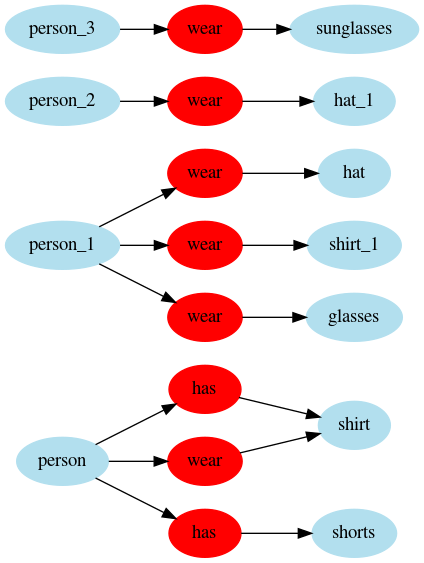 person_3 wear sunglasses
person_2 wear hat_1
wear hat
person_1 wear shirt_1
wear glasses
has
shirt
person wear
has shorts